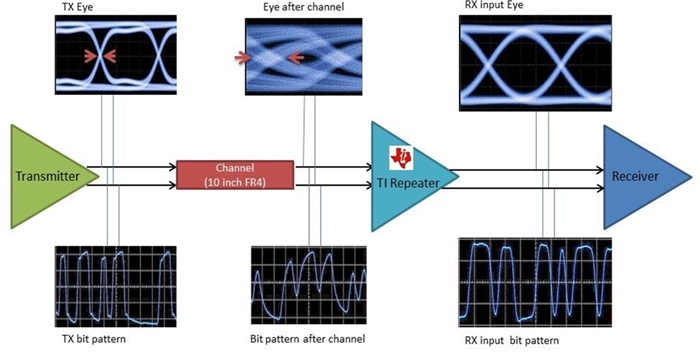 TX Eye
Eye after channel
RX input Eye
Transmitter
Channel
(10 inch FR4)
TI Repeater
Receiver
TX bit pattern
Bit pattern after channel
RX input bit pattern